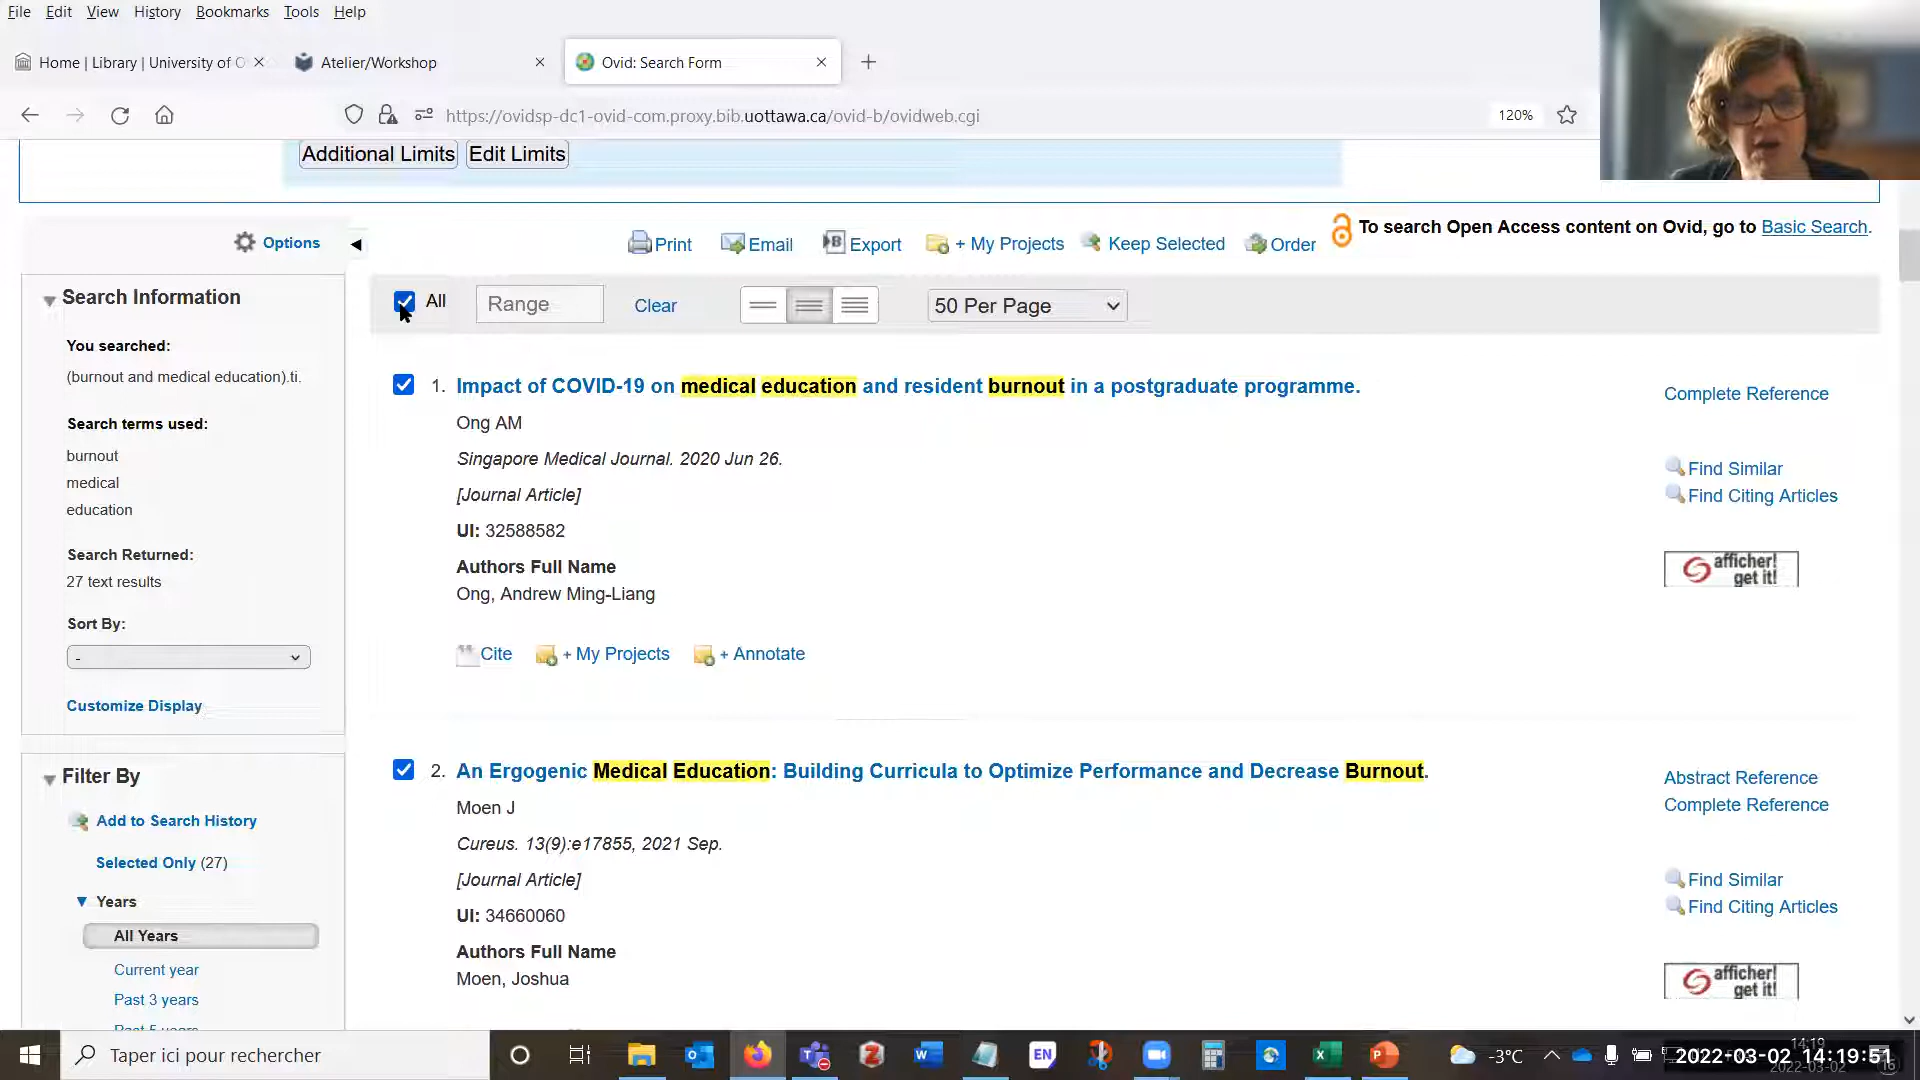 File Edit View History Bookmarks Tools Help
Home | Library | University of O
Atelier/Workshop
Ovid: Search Form
https://ovidsp-dc1-ovid-com.proxy.bib.uottawa.ca/ovid-b/ovidweb.cgi
120%
Additional Limits Edit Limits
Options
Print Email Export + My Projects Keep Selected Order
To search Open Access content on Ovid, go to Basic Search.
All Range Clear 50 Per Page
Search Information
You searched:
(burnout and medical education).ti.
Search terms used:
burnout
medical
education
Search Returned:
27 text results
Sort By:
-
Customize Display
Filter By
Add to Search History
Selected Only (27)
Years
All Years
Current year
Past 3 years
Past 5 years
1. Impact of COVID-19 on medical education and resident burnout in a postgraduate programme.
Ong AM
Singapore Medical Journal. 2020 Jun 26.
[Journal Article]
UI: 32588582
Authors Full Name
Ong, Andrew Ming-Liang
Cite + My Projects + Annotate
Complete Reference
Find Similar
Find Citing Articles
afficher!
get it!
2. An Ergogenic Medical Education: Building Curricula to Optimize Performance and Decrease Burnout.
Moen J
Cureus. 13(9):e17855, 2021 Sep.
[Journal Article]
UI: 34660060
Authors Full Name
Moen, Joshua
Abstract Reference
Complete Reference
Find Similar
Find Citing Articles
afficher!
get it!
Taper ici pour rechercher
EN
-3°C
14:19
2022-03-02 14:19:51
2022-03-02
16